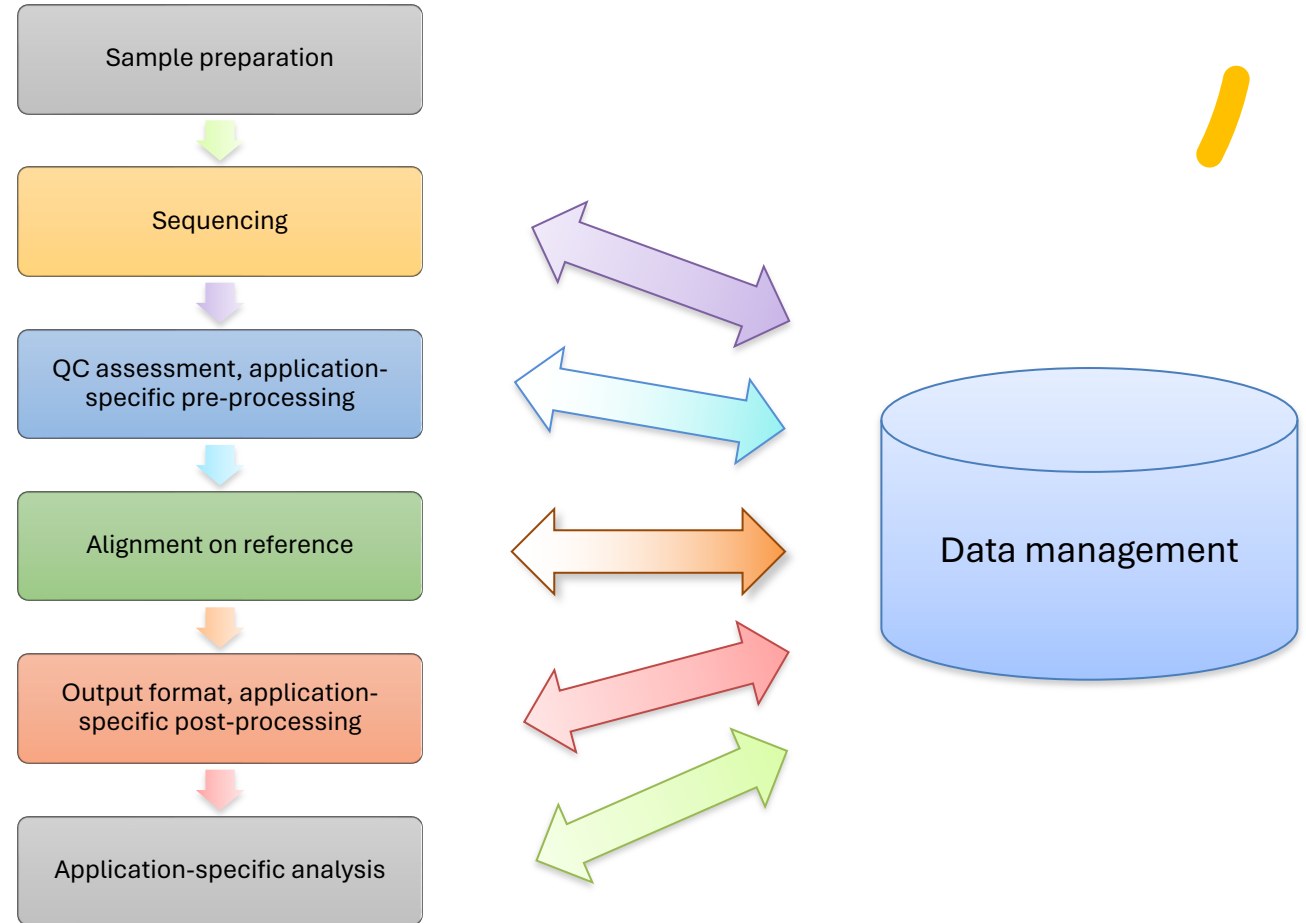 Sample preparation
Sequencing
QC assessment, application-
specific pre-processing
Alignment on reference
Output format, application-
specific post-processing
Application-specific analysis
Data management